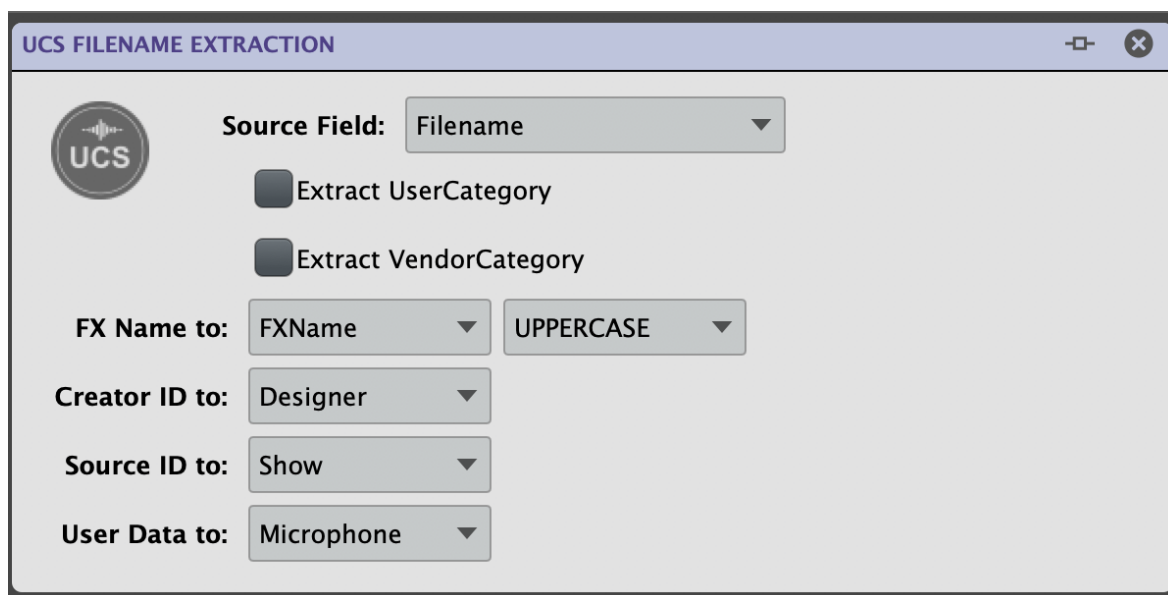 UCS FILENAME EXTRACTION
UCS
Source Field: Filename
Extract UserCategory
Extract VendorCategory
FX Name to: FXName UPPERCASE
Creator ID to: Designer
Source ID to: Show
User Data to: Microphone